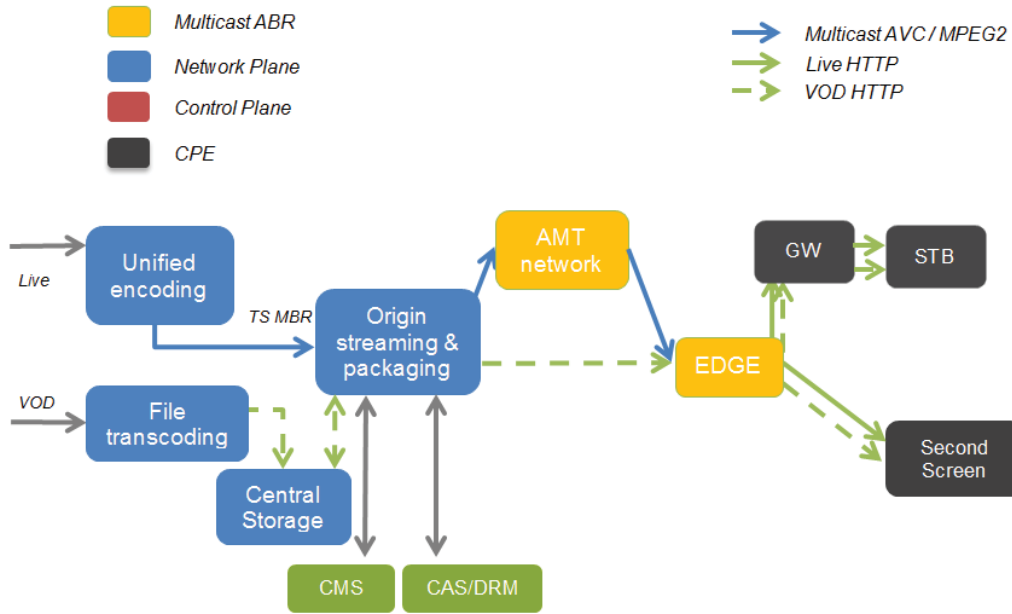 Multicast ABR
Network Plane
Control Plane
CPE
Multicast AVC / MPEG2
Live HTTP
VOD HTTP
Live
Unified
encoding
TS MBR
Origin
streaming &
packaging
AMT
network
GW
STB
EDGE
VOD
File
transcoding
Central
Storage
Second
Screen
CMS
CAS/DRM